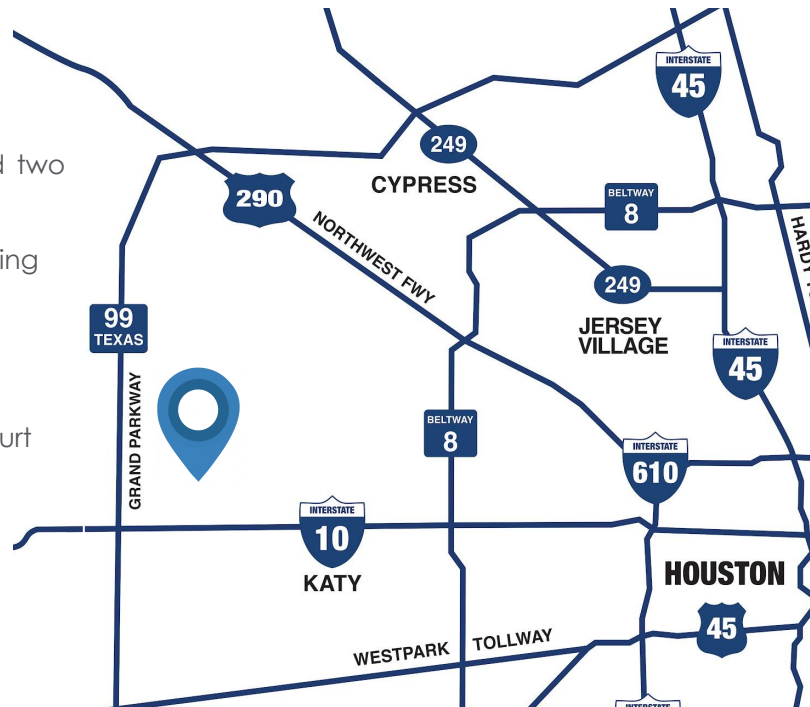 INTERSTATE
45
249
two
CYPRESS
290
BELTWAY
8
NORTHWEST FWY
HARDY
ing
249
99
TEXAS
JERSEY
VILLAGE
INTERSTATE
45
GRAND PARKWAY
BELTWAY
8
urt
INTERSTATE
610
INTERSTATE
10
KATY
HOUSTON
45
WESTPARK TOLLWAY
INTERSTATE